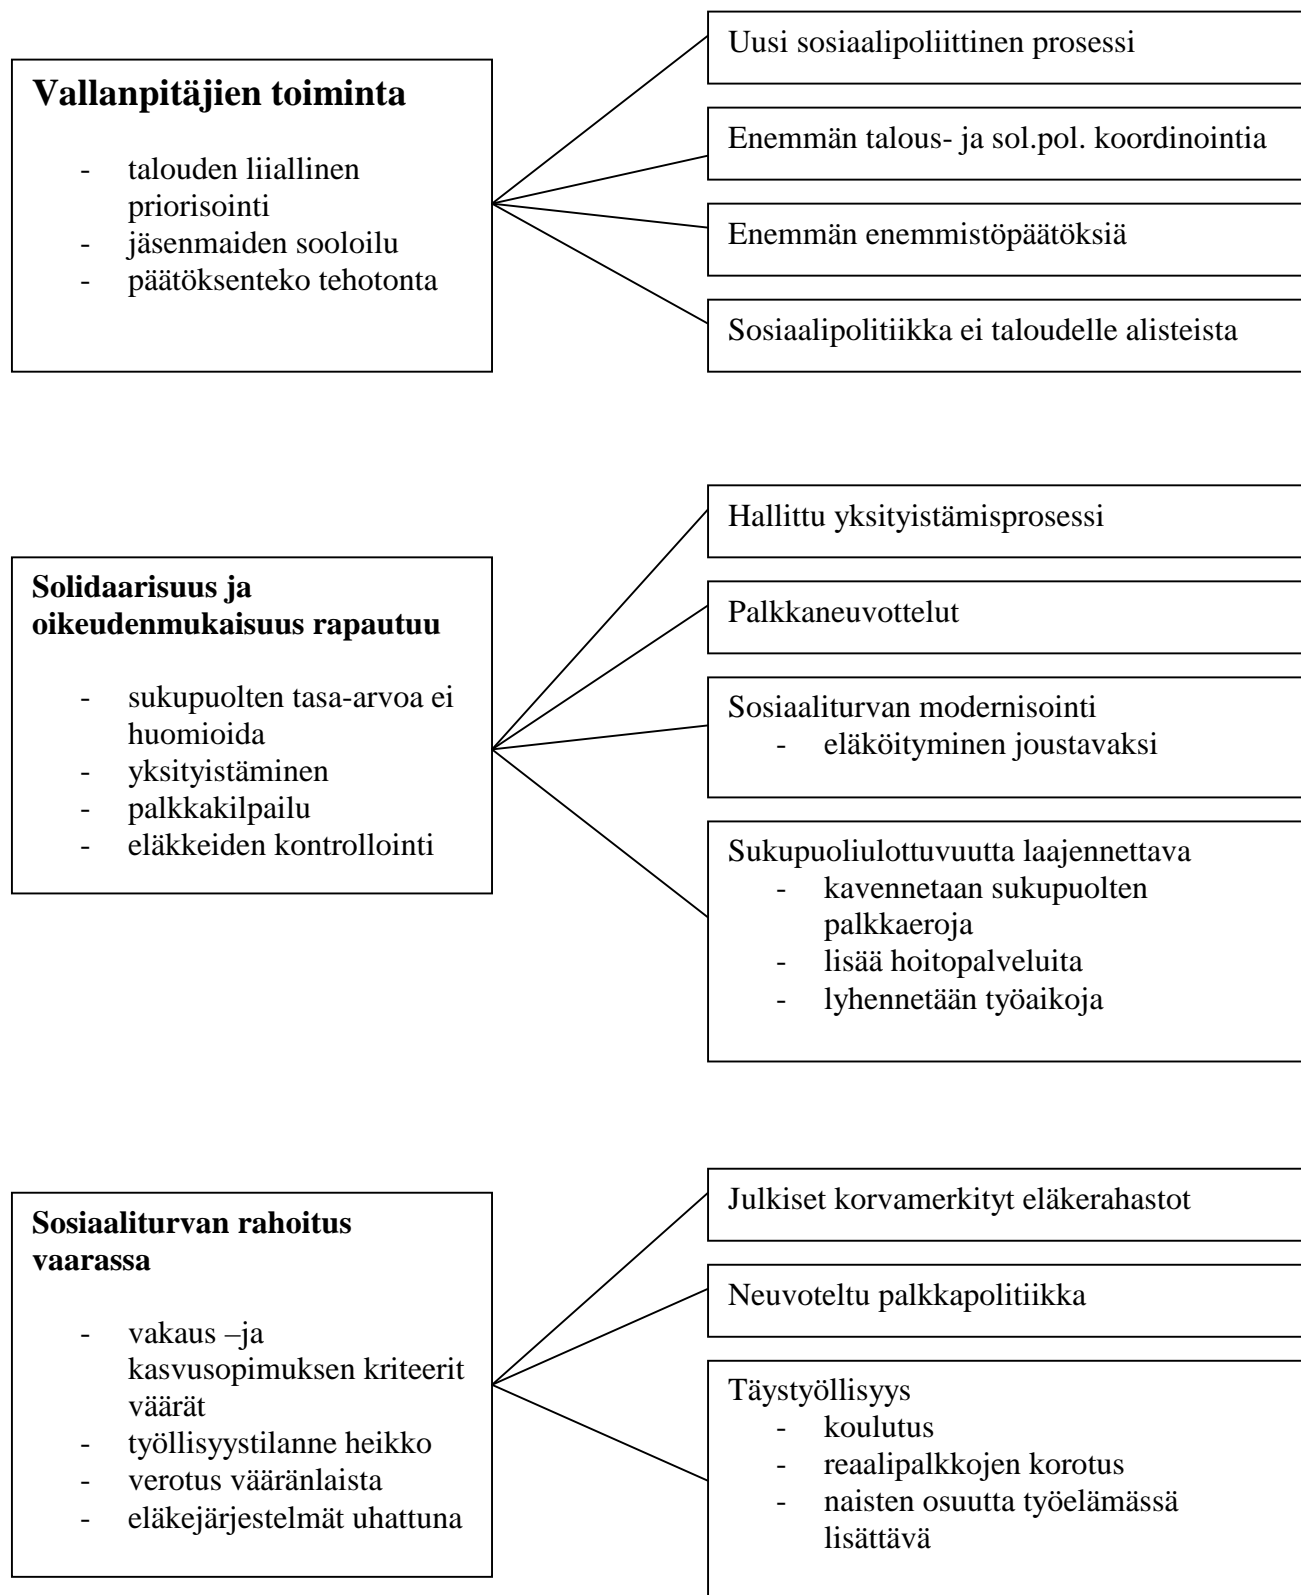 Vallanpitäjien toiminta
- talouden liiallinen
priorisointi
- jäsenmaiden sooloilu
- päätöksenteko tehotonta
Uusi sosiaalipoliittinen prosessi
Enemmän talous- ja sol.pol. koordinointia
Enemmän enemmistöpäätöksiä
Sosiaalipolitiikka ei taloudelle alisteista
Solidaarisuus ja
oikeudenmukaisuus rapautuu
- sukupuolten tasa-arvoa ei
huomioida
- yksityistäminen
- palkkakilpailu
- eläkkeiden kontrollointi
Hallittu yksityistämisprosessi
Palkkaneuvottelut
Sosiaaliturvan modernisointi
- eläköityminen joustavaksi
Sukupuoliulottuvuutta laajennettava
- kavennetaan sukupuolten
palkkaeroja
- lisää hoitopalveluita
- lyhennetään työaikoja
Sosiaaliturvan rahoitus
vaarassa
- vakaus –ja
kasvusopimuksen kriteerit
väärät
- työllisyystilanne heikko
- verotus vääränlaista
- eläkejärjestelmät uhattuna
Julkiset korvamerkityt eläkerahastot
Neuvoteltu palkkapolitiikka
Täystyöllisyys
- koulutus
- reaalipalkkojen korotus
- naisten osuutta työelämässä
lisättävä